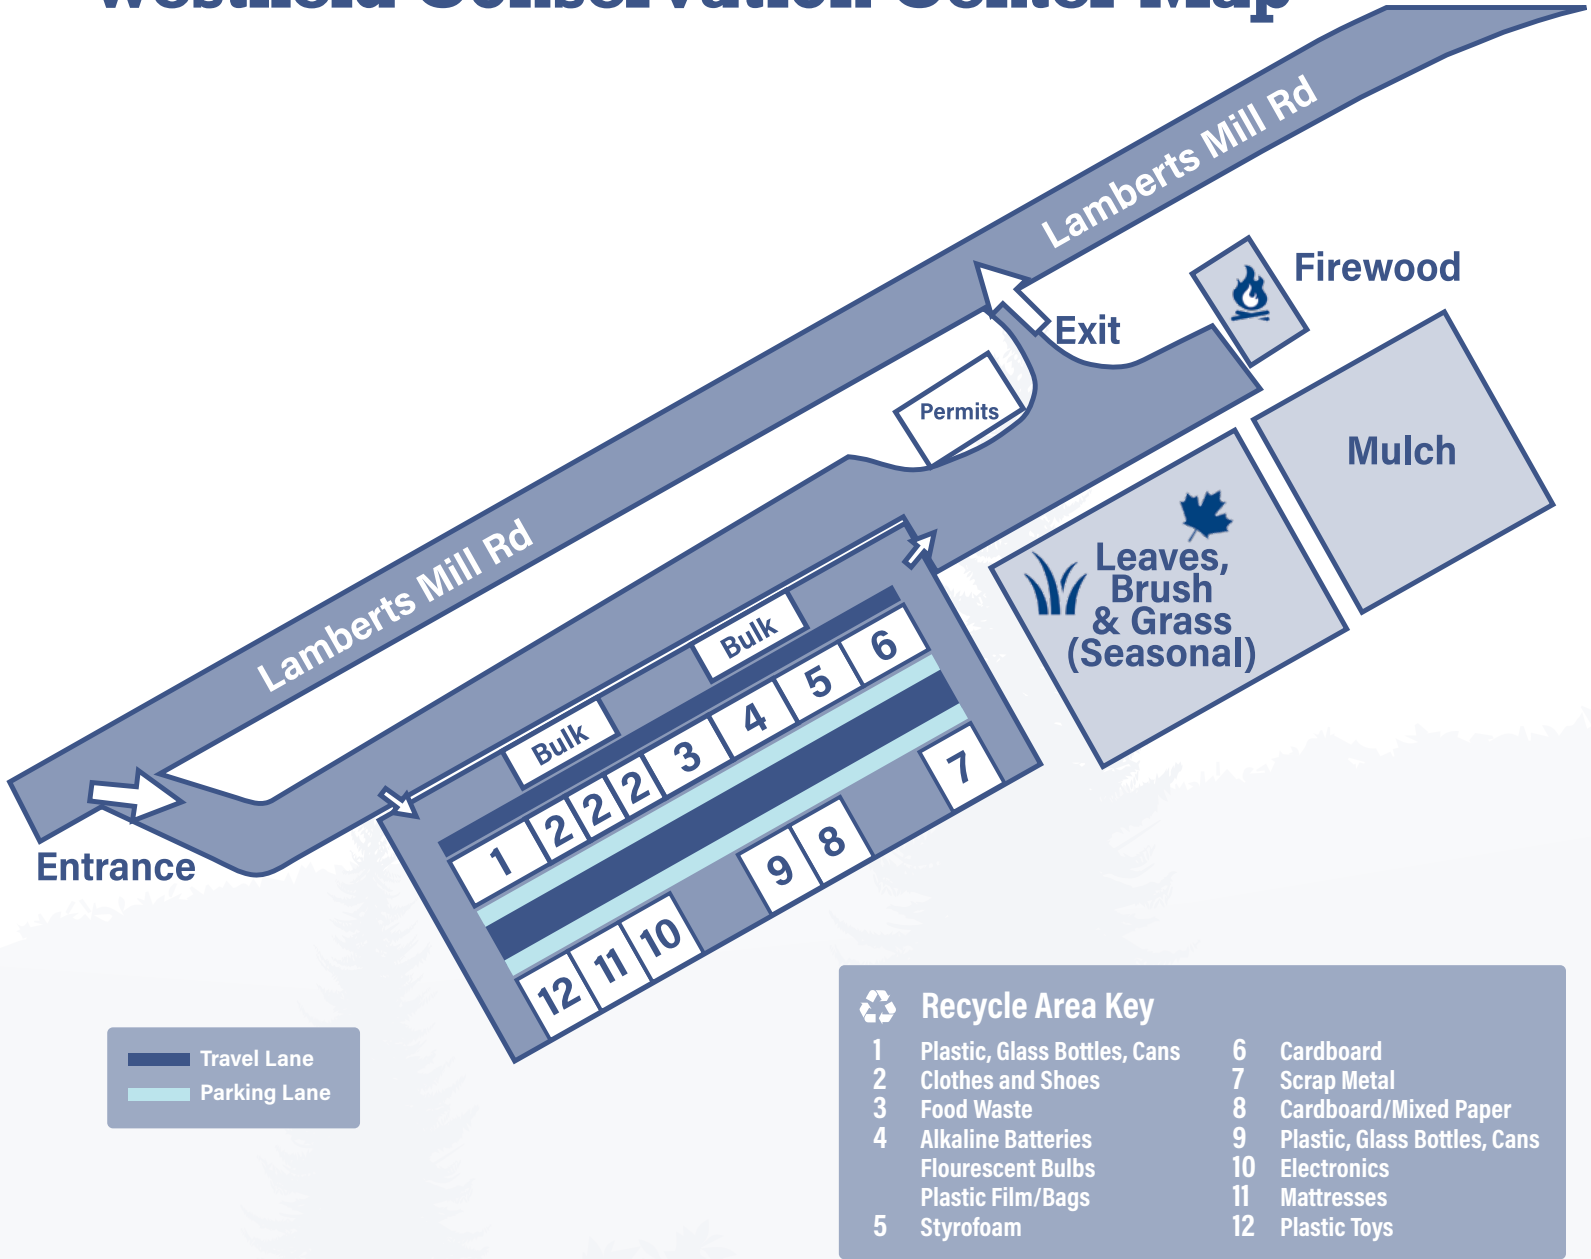 Westfield Conservation Center Map
Lamberts Mill Rd
Firewood
Exit
Permits
Mulch
Lamberts Mill Rd
Leaves,
Brush
& Grass
(Seasonal)
Bulk
Bulk
6
5
4
3
2
2
2
1
7
8
9
10
11
12
Entrance
Travel Lane
Parking Lane
Recycle Area Key
1 Plastic, Glass Bottles, Cans
2 Clothes and Shoes
3 Food Waste
4 Alkaline Batteries
Flourescent Bulbs
Plastic Film/Bags
5 Styrofoam
6 Cardboard
7 Scrap Metal
8 Cardboard/Mixed Paper
9 Plastic, Glass Bottles, Cans
10 Electronics
11 Mattresses
12 Plastic Toys